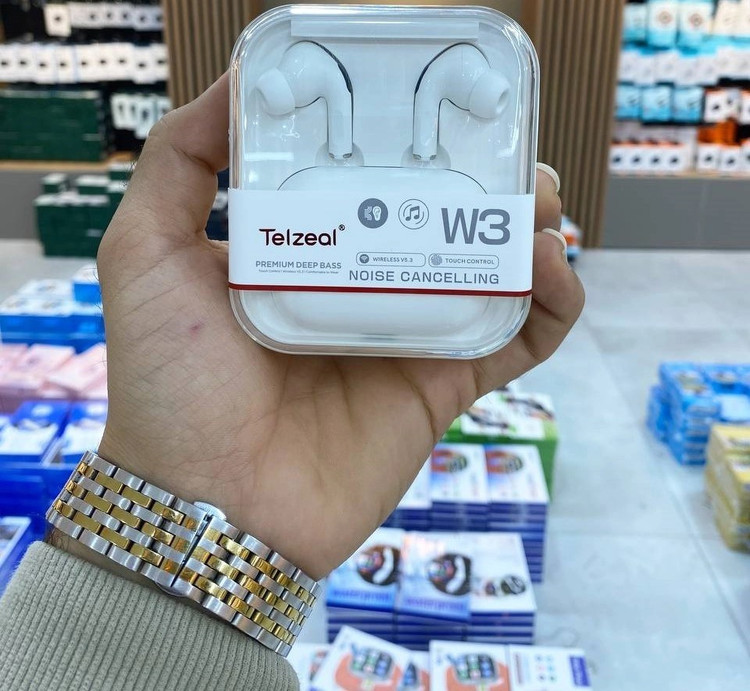 Telzeal®
W3
PREMIUM DEEP BASS
WIRELESS V5.3
TOUCH CONTROL
NOISE CANCELLING